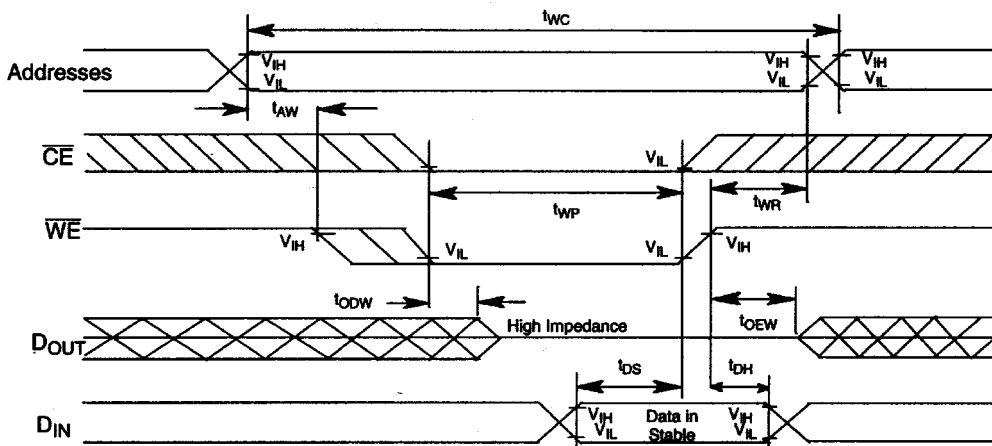 tWC
Addresses
VIH
VIL
VIH
VIL
VIH
VIL
tAW
CE
VIL
tWP
tWR
WE
VIH
VIL
VIL
VIH
tODW
tOEW
DOUT
High Impedance
tDS
tDH
DIN
VIH
VIL
Data in
Stable
VIH
VIL